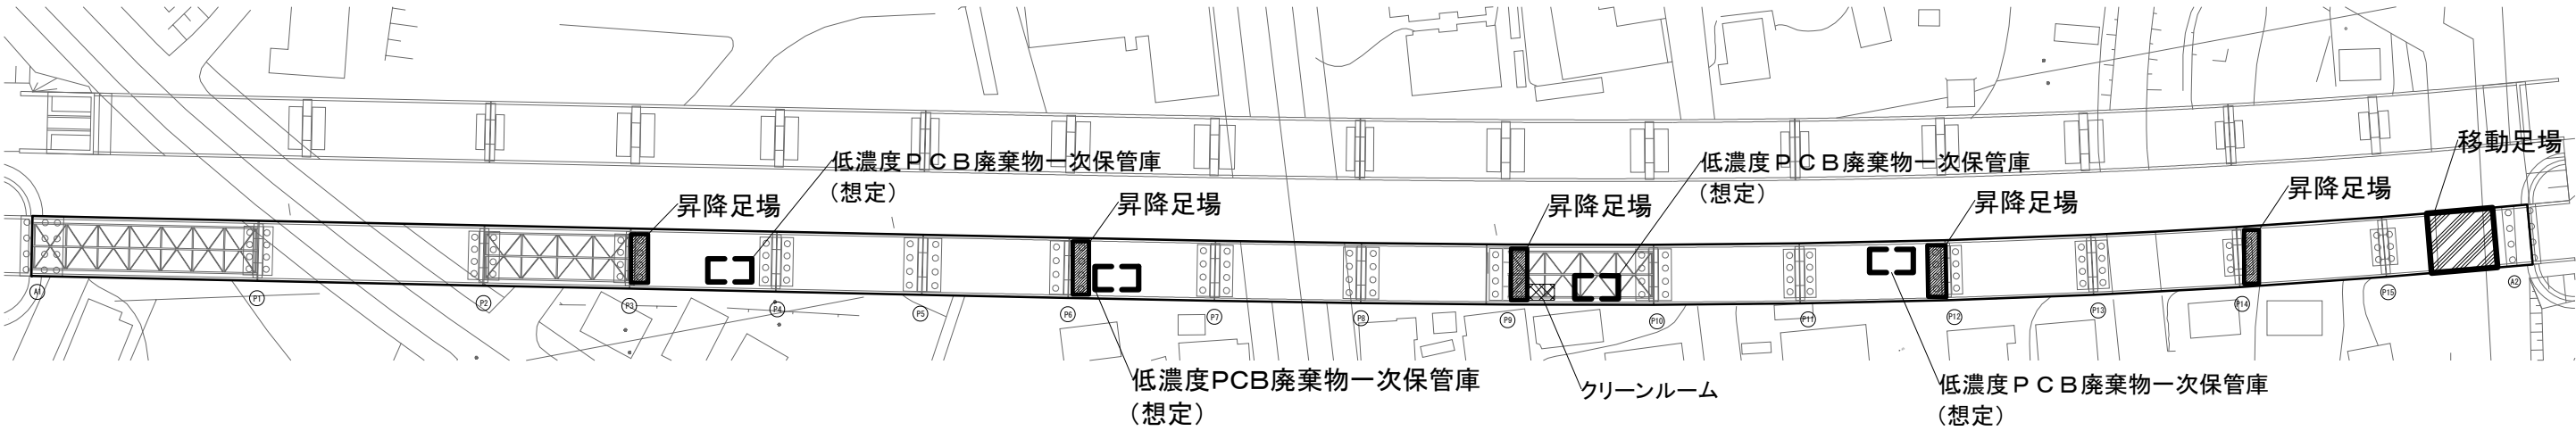 移動足場
低濃度ＰＣＢ廃棄物一次保管庫
(想定)
低濃度ＰＣＢ廃棄物一次保管庫
(想定)
昇降足場
昇降足場
昇降足場
昇降足場
昇降足場
A1
P1
P2
P3
P4
P5
P6
P7
P8
P9
P10
P11
P12
P13
P14
P15
A2
低濃度PCB廃棄物一次保管庫
(想定)
クリーンルーム
低濃度ＰＣＢ廃棄物一次保管庫
(想定)